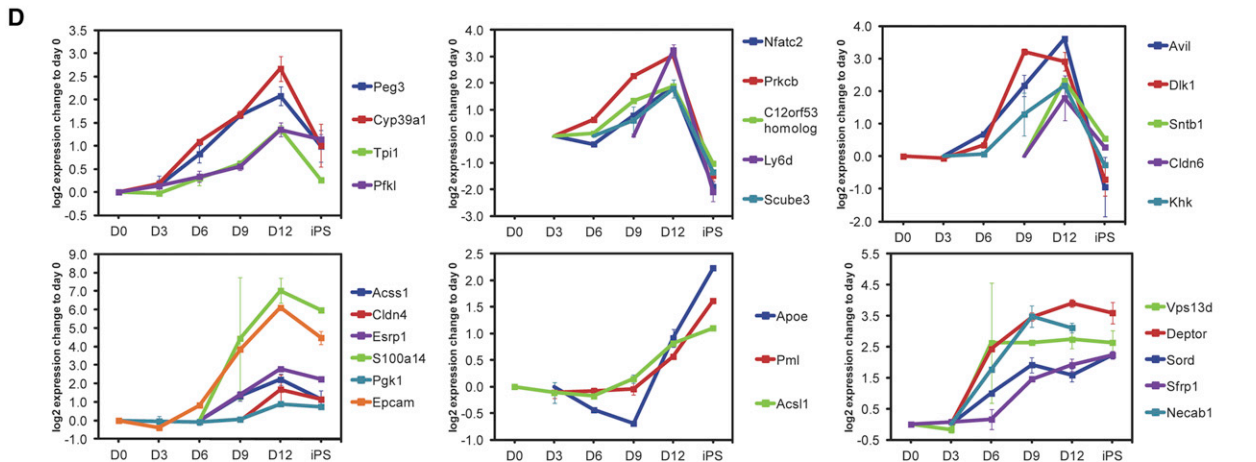 D
log2 expression change to day 0
3.5
3.0
2.5
2.0
1.5
1.0
0.5
0.0
-0.5
D0 D3 D6 D9 D12 iPS
Peg3
Cyp39a1
Tpi1
Pfkl
log2 expression change to day 0
4.0
3.0
2.0
1.0
0.0
-1.0
-2.0
-3.0
D0 D3 D6 D9 D12 iPS
Nfatc2
Prkcb
C12orf53
homolog
Ly6d
Scube3
log2 expression change to day 0
4.0
3.0
2.0
1.0
0.0
-1.0
-2.0
D0 D3 D6 D9 D12 iPS
Avil
Dlk1
Sntb1
Cldn6
Khk
log2 expression change to day 0
9.0
8.0
7.0
6.0
5.0
4.0
3.0
2.0
1.0
0.0
-1.0
D0 D3 D6 D9 D12 iPS
Acss1
Cldn4
Esrp1
S100a14
Pgk1
Epcam
log2 expression change to day 0
2.5
2.0
1.5
1.0
0.5
0.0
-0.5
-1.0
D0 D3 D6 D9 D12 iPS
Apoe
Pml
Acsl1
log2 expression change to day 0
5.5
4.5
3.5
2.5
1.5
0.5
-0.5
D0 D3 D6 D9 D12 iPS
Vps13d
Deptor
Sord
Sfrp1
Necab1